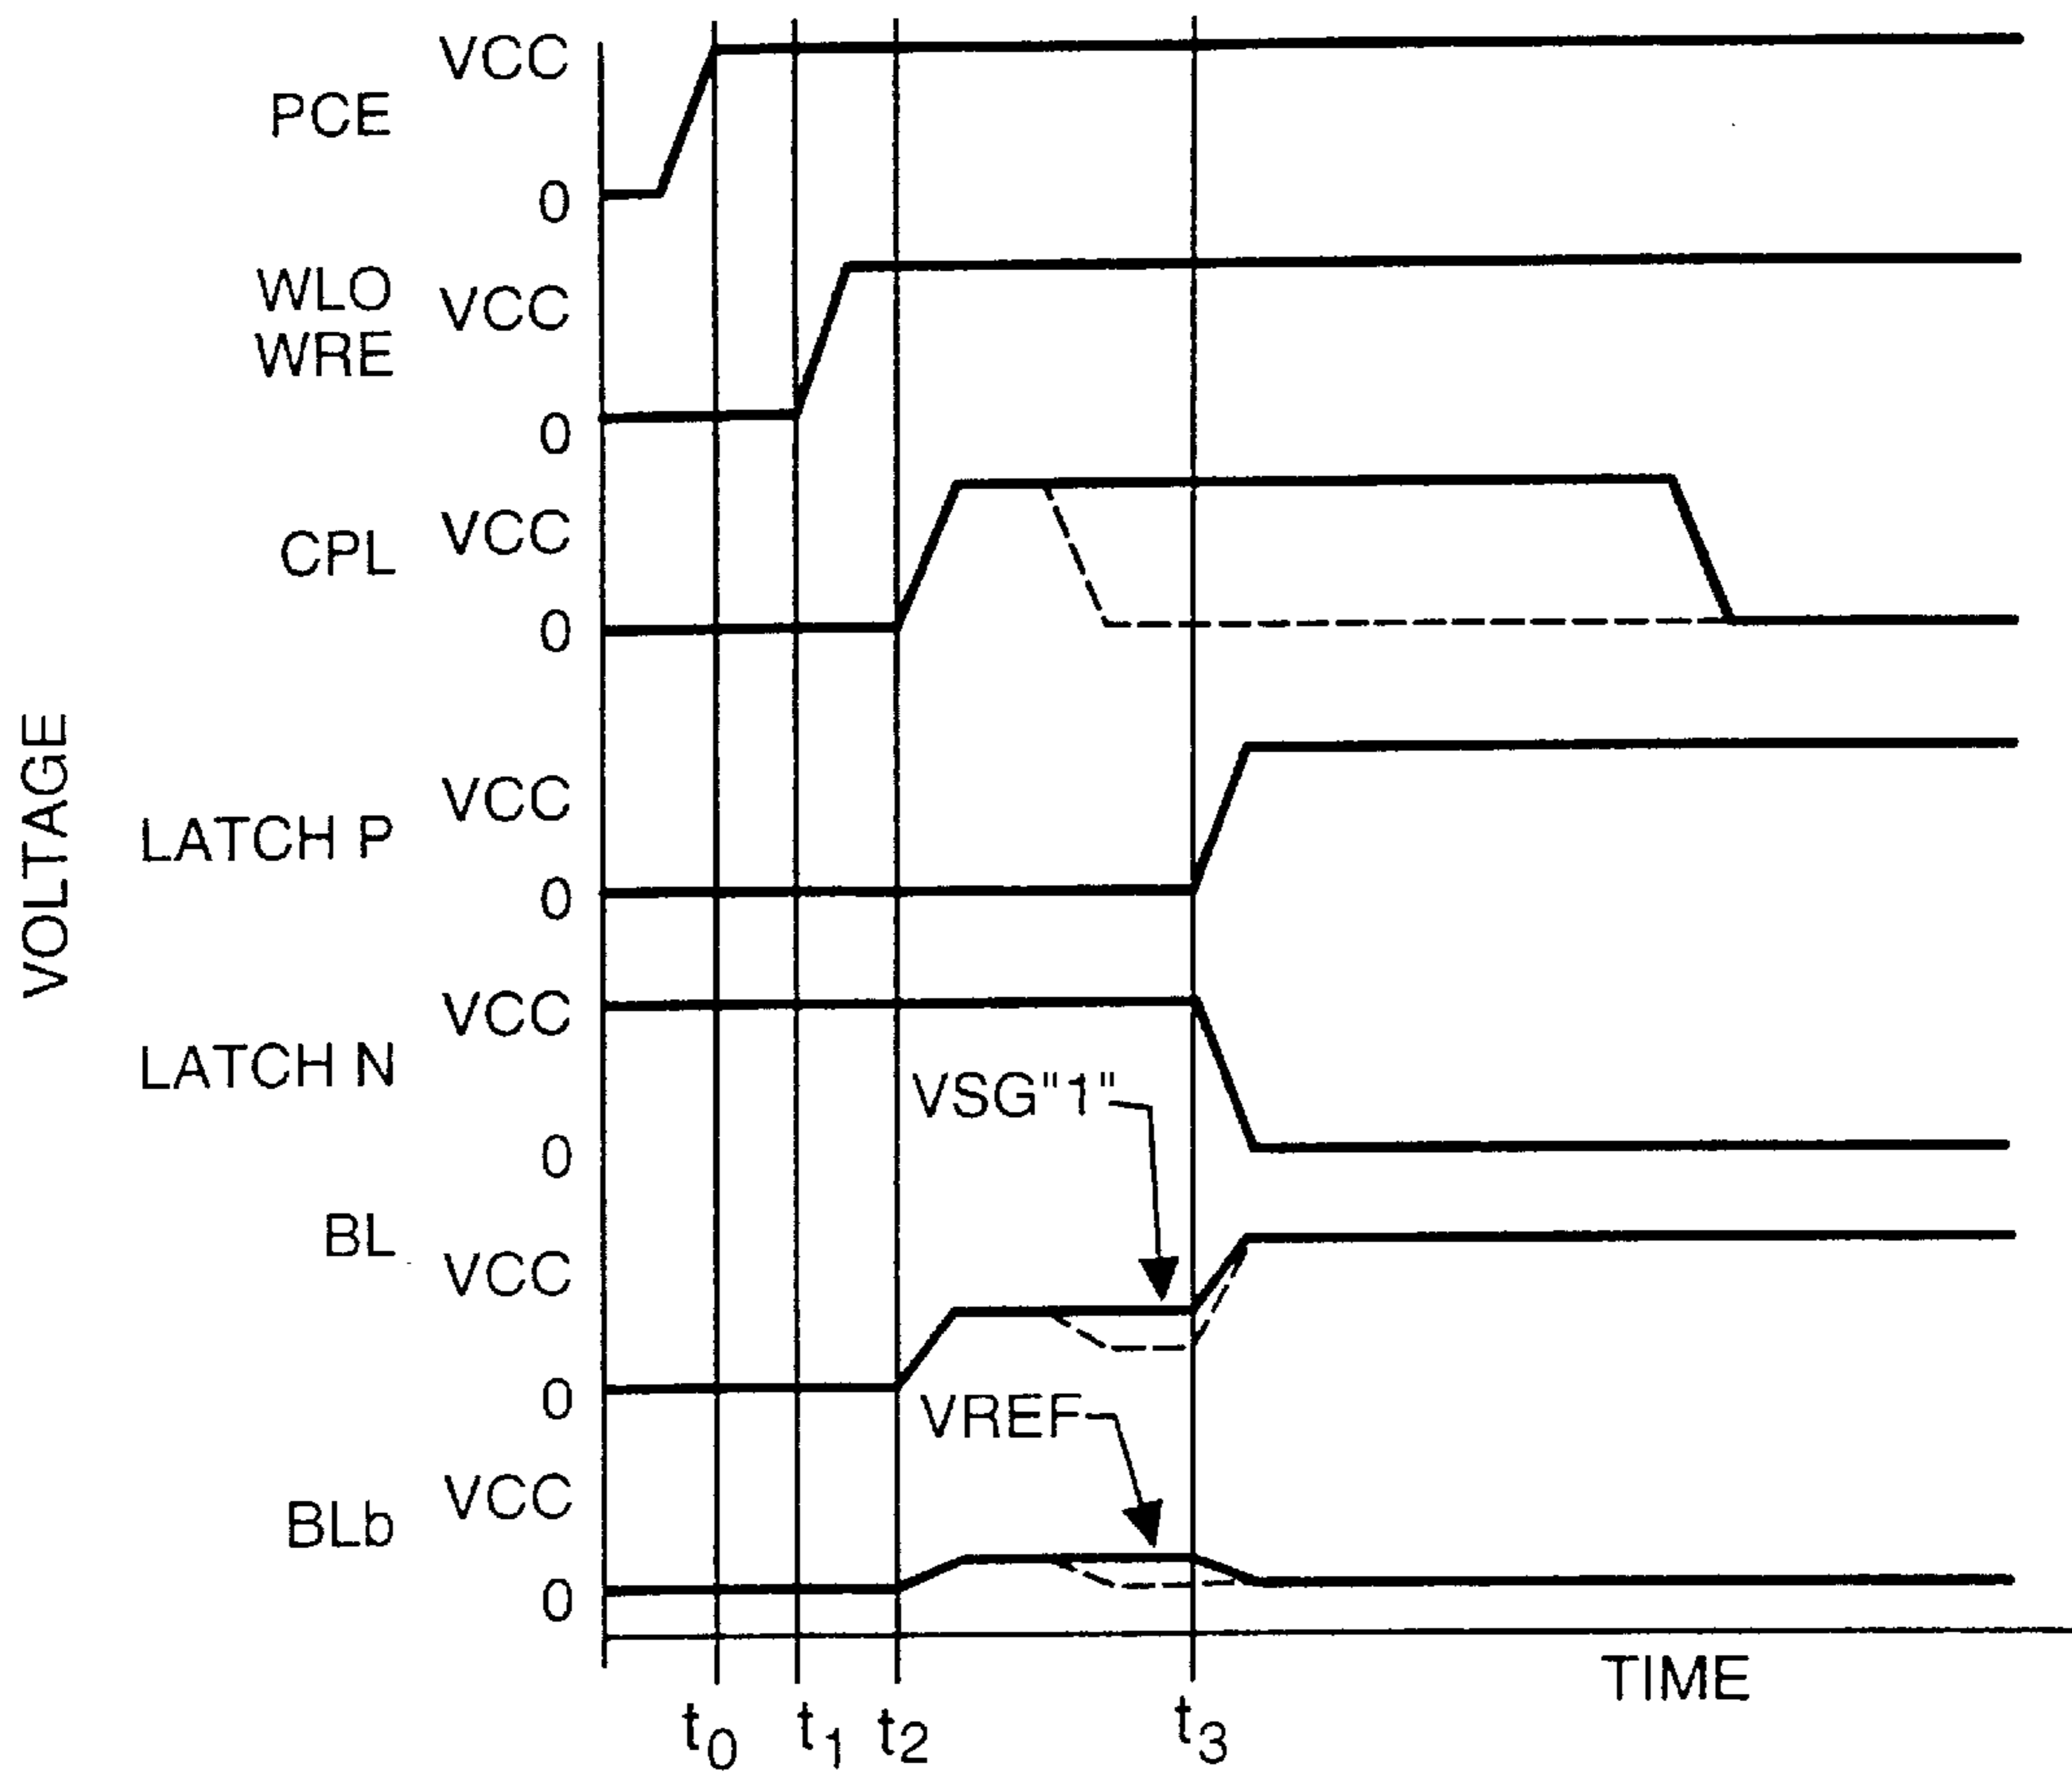 VCC
PCE
0
WLO
VCC
WRE
0
VCC
CPL
0
VOLTAGE
VCC
LATCH P
0
VCC
LATCH N
VSG"1"
0
BL
VCC
0
VREF
VCC
BLb
0
TIME
t0 t1 t2 t3